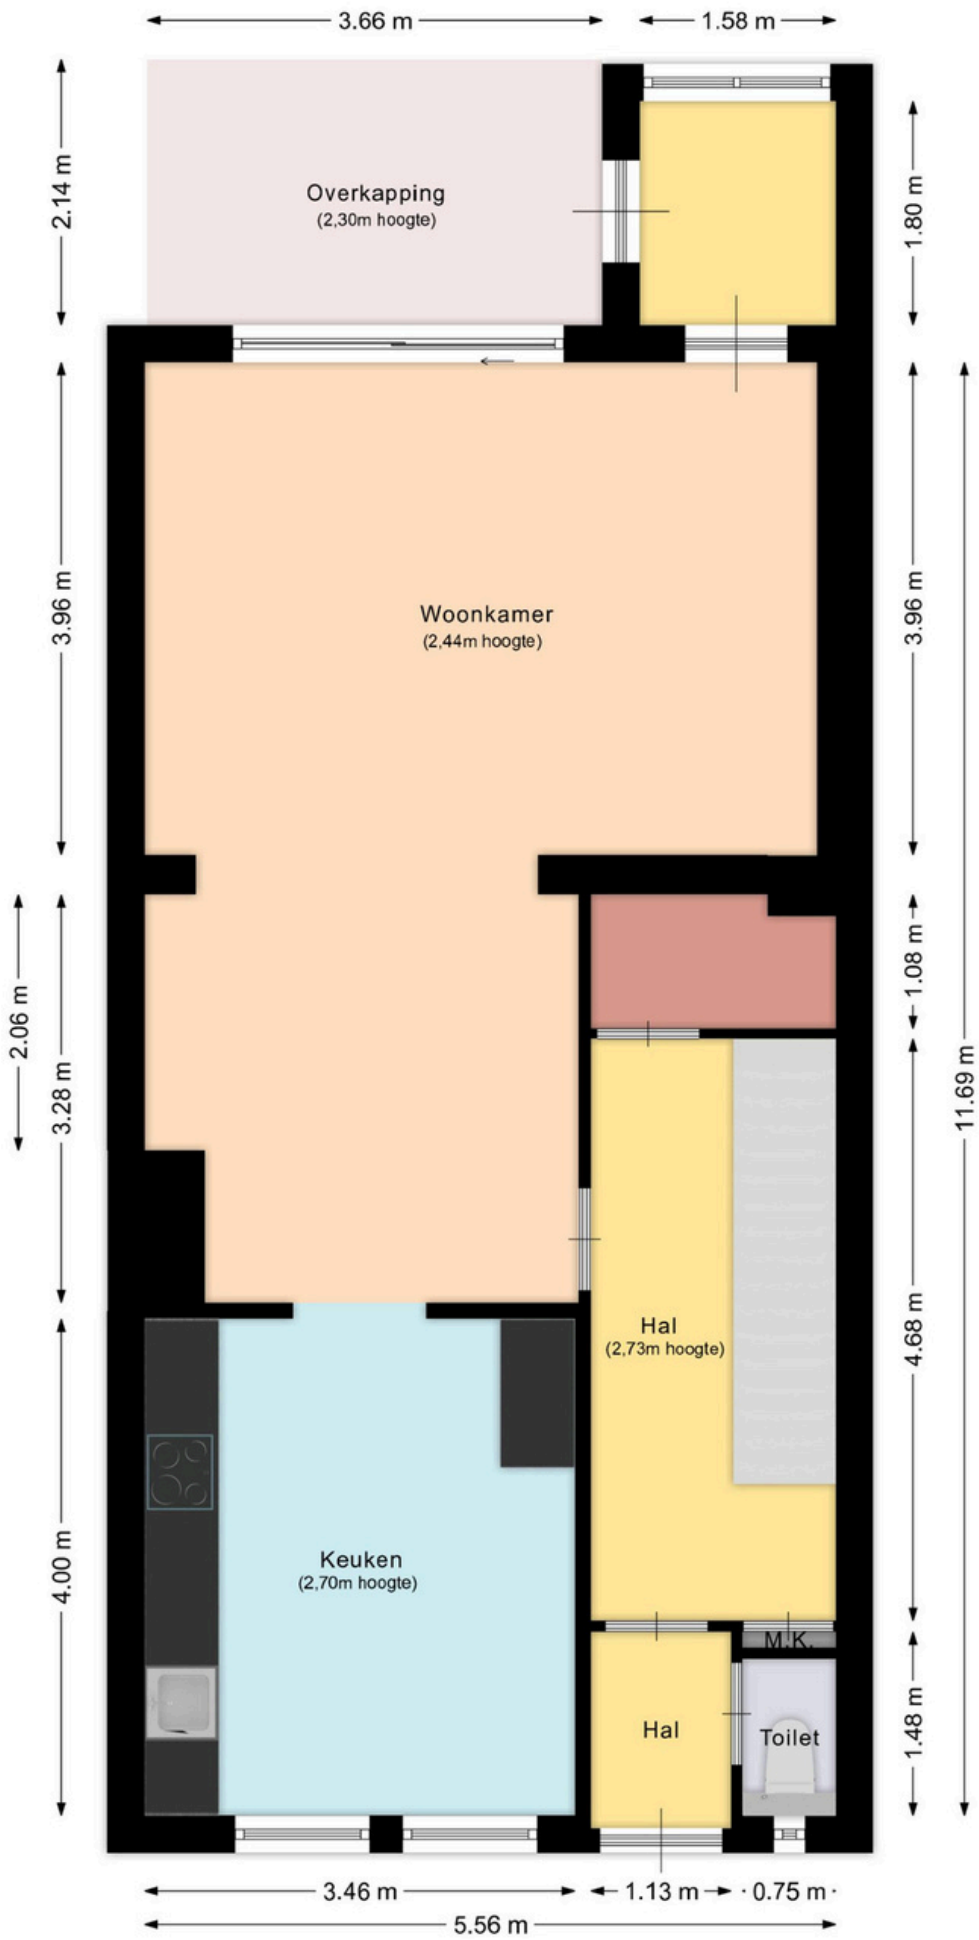 3.66 m
1.58 m
2.14 m
Overkapping
(2,30m hoogte)
1.80 m
3.96 m
Woonkamer
(2,44m hoogte)
3.96 m
2.06 m
3.28 m
1.08 m
11.69 m
Hal
(2,73m hoogte)
4.68 m
4.00 m
Keuken
(2,70m hoogte)
M.K.
Hal
Toilet
1.48 m
3.46 m
1.13 m
0.75 m
5.56 m